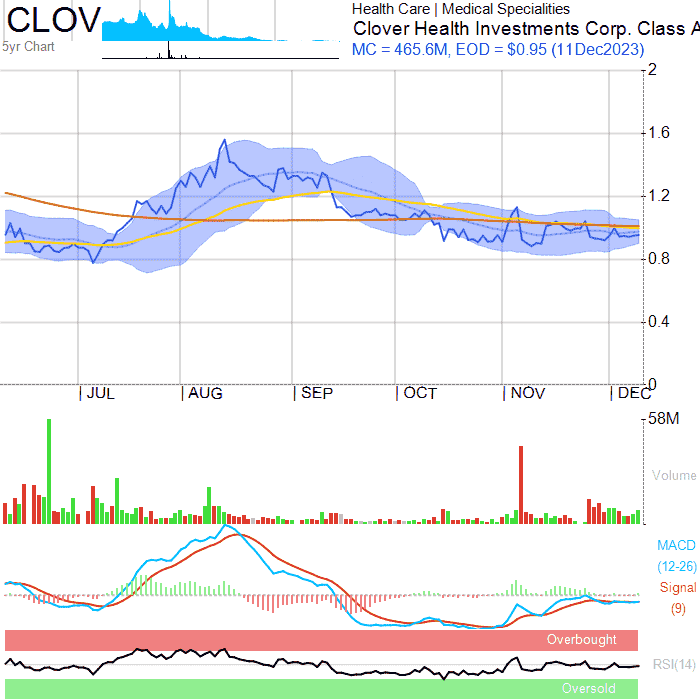 CLOV
5yr Chart
Health Care | Medical Specialities
Clover Health Investments Corp. Class A
MC = 465.6M, EOD = $0.95 (11Dec2023)
2
1.6
1.2
0.8
0.4
0
| JUL | AUG | SEP | OCT | NOV | DEC
58M
Volume
MACD
(12-26)
Signal
(9)
Overbought
RSI(14)
Oversold